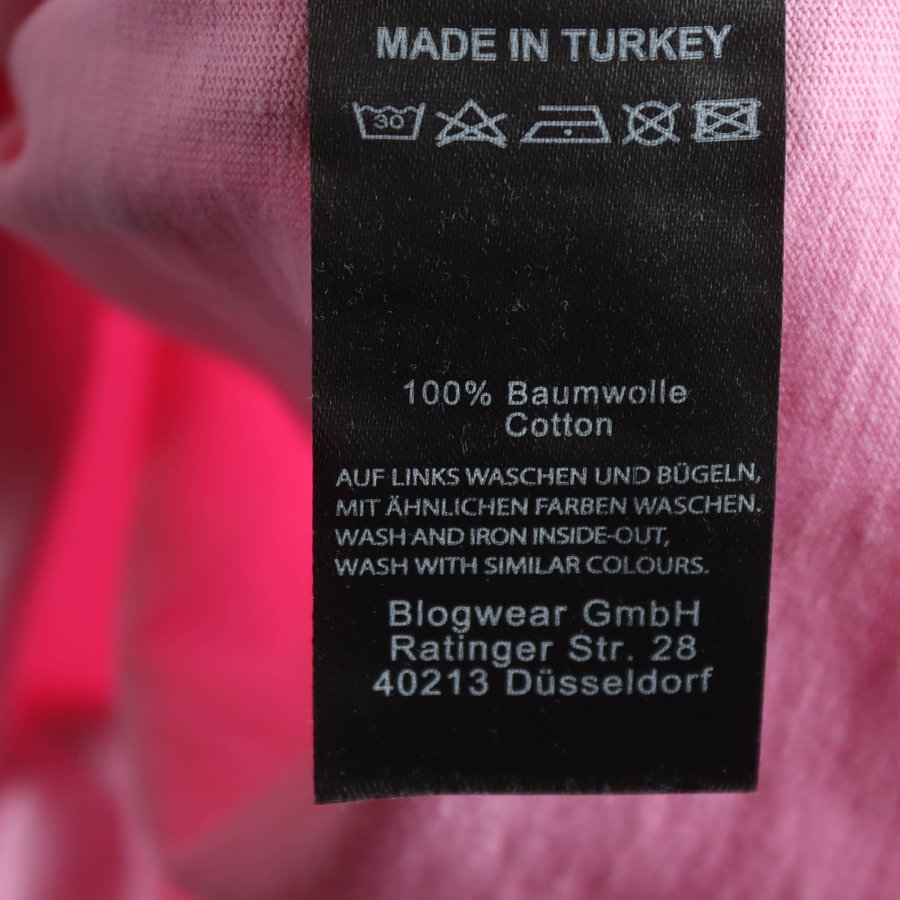 MADE IN TURKEY
30
100% Baumwolle
Cotton
AUF LINKS WASCHEN UND BÜGELN,
MIT ÄHNLICHEN FARBEN WASCHEN.
WASH AND IRON INSIDE-OUT,
WASH WITH SIMILAR COLOURS.
Blogwear GmbH
Ratinger Str. 28
40213 Düsseldorf